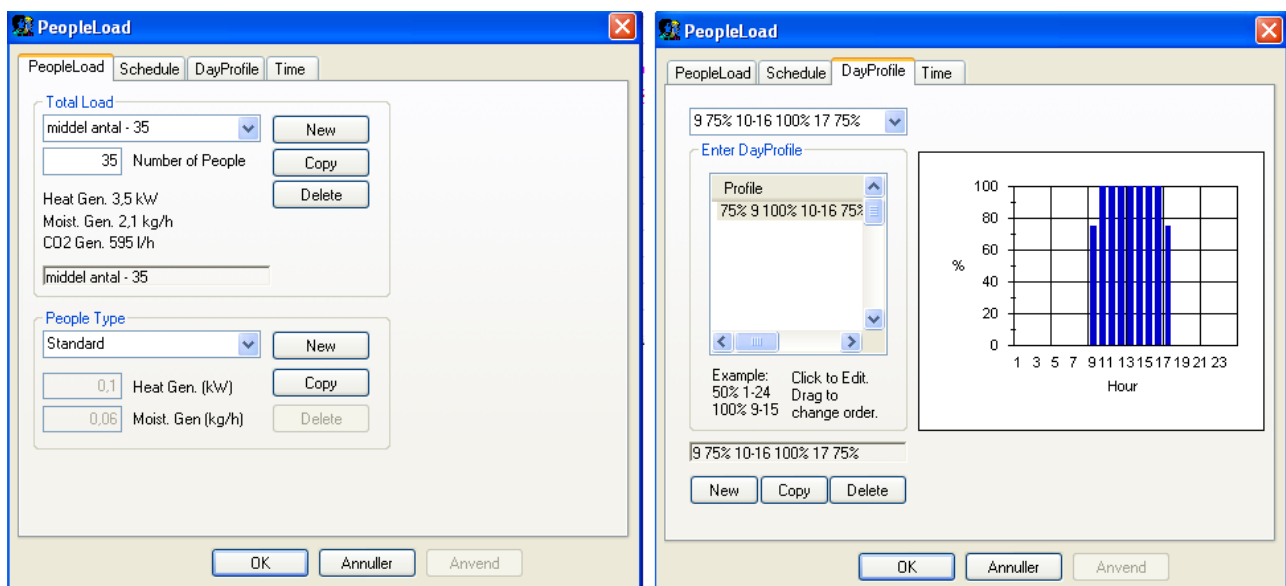 PeopleLoad
PeopleLoad Schedule DayProfile Time
Total Load
middel antal - 35
New
35 Number of People
Copy
Delete
Heat Gen. 3,5 kW
Moist. Gen. 2,1 kg/h
CO2 Gen. 595 l/h
middel antal - 35
People Type
Standard
New
0,1 Heat Gen. (kW)
Copy
0,06 Moist. Gen (kg/h)
Delete
OK Annuller Anvend
PeopleLoad
PeopleLoad Schedule DayProfile Time
9 75% 10-16 100% 17 75%
Enter DayProfile
Profile
75% 9 100% 10-16 75%
Example:
50% 1-24
100% 9-15
Click to Edit.
Drag to
change order.
100
80
60
40
20
0
%
1 3 5 7 9 11 13 15 17 19 21 23
Hour
9 75% 10-16 100% 17 75%
New Copy Delete
OK Annuller Anvend